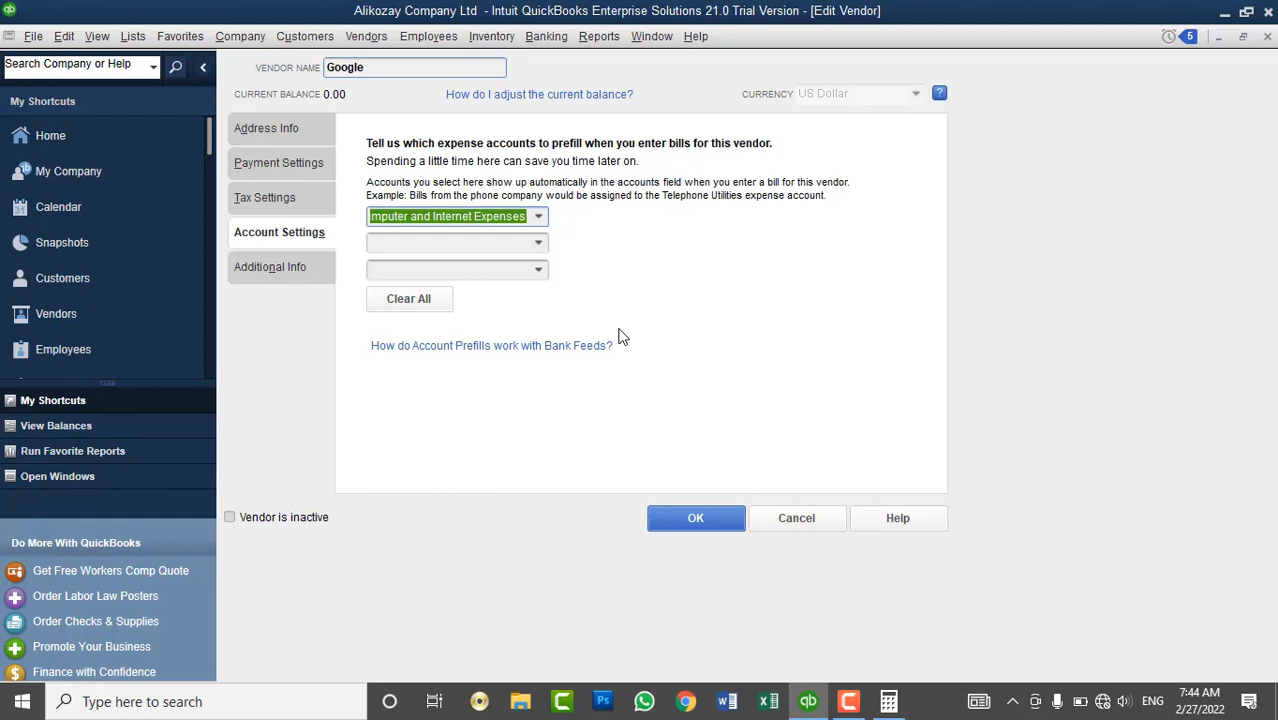 Alikozay Company Ltd - Intuit QuickBooks Enterprise Solutions 21.0 Trial Version - [Edit Vendor]
File Edit View Lists Favorites Company Customers Vendors Employees Inventory Banking Reports Window Help 5
Search Company or Help
My Shortcuts
Home
My Company
Calendar
Snapshots
Customers
Vendors
Employees
My Shortcuts
View Balances
Run Favorite Reports
Open Windows
Do More With QuickBooks
Get Free Workers Comp Quote
Order Labor Law Posters
Order Checks & Supplies
Promote Your Business
Finance with Confidence
VENDOR NAME Google
CURRENT BALANCE 0.00 How do I adjust the current balance? CURRENCY US Dollar ?
Address Info
Payment Settings
Tax Settings
Account Settings
Additional Info
Tell us which expense accounts to prefill when you enter bills for this vendor.
Spending a little time here can save you time later on.
Accounts you select here show up automatically in the accounts field when you enter a bill for this vendor.
Example: Bills from the phone company would be assigned to the Telephone Utilities expense account.
mputer and Internet Expenses
Clear All
How do Account Prefills work with Bank Feeds?
Vendor is inactive
OK Cancel Help
Type here to search
ENG
7:44 AM
2/27/2022